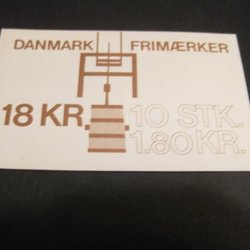 DANMARK FRIMÆRKER
18 KR. 10 STK.
1.80 KR.